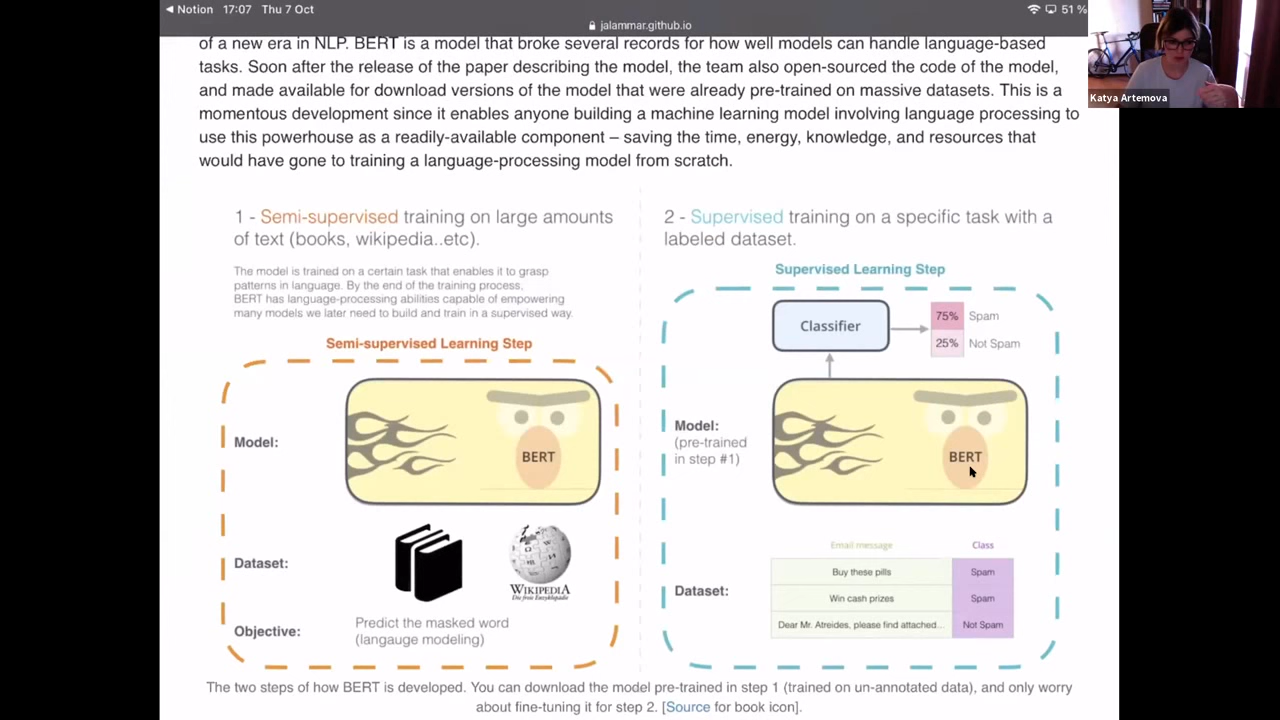 Notion 17:07 Thu 7 Oct
51 %
jalammar.github.io
Katya Artemova
of a new era in NLP. BERT is a model that broke several records for how well models can handle language-based
tasks. Soon after the release of the paper describing the model, the team also open-sourced the code of the model,
and made available for download versions of the model that were already pre-trained on massive datasets. This is a
momentous development since it enables anyone building a machine learning model involving language processing to
use this powerhouse as a readily-available component – saving the time, energy, knowledge, and resources that
would have gone to training a language-processing model from scratch.
1 - Semi-supervised training on large amounts
of text (books, wikipedia..etc).
The model is trained on a certain task that enables it to grasp
patterns in language. By the end of the training process,
BERT has language-processing abilities capable of empowering
many models we later need to build and train in a supervised way.
Semi-supervised Learning Step
Model:
BERT
Dataset:
WIKIPEDIA
Die freie Enzyklopädie
Objective:
Predict the masked word
(langauge modeling)
2 - Supervised training on a specific task with a
labeled dataset.
Supervised Learning Step
Classifier
75% Spam
25% Not Spam
Model:
(pre-trained
in step #1)
BERT
Dataset:
Email message Class
Buy these pills Spam
Win cash prizes Spam
Dear Mr. Atreides, please find attached... Not Spam
The two steps of how BERT is developed. You can download the model pre-trained in step 1 (trained on un-annotated data), and only worry
about fine-tuning it for step 2. [Source for book icon].